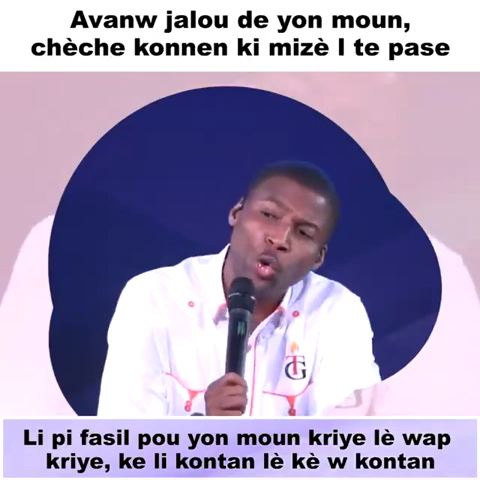 Avanw jalou de yon moun,
chèche konnen ki mizè l te pase
TG
Li pi fasil pou yon moun kriye lè wap
kriye, ke li kontan lè kè w kontan